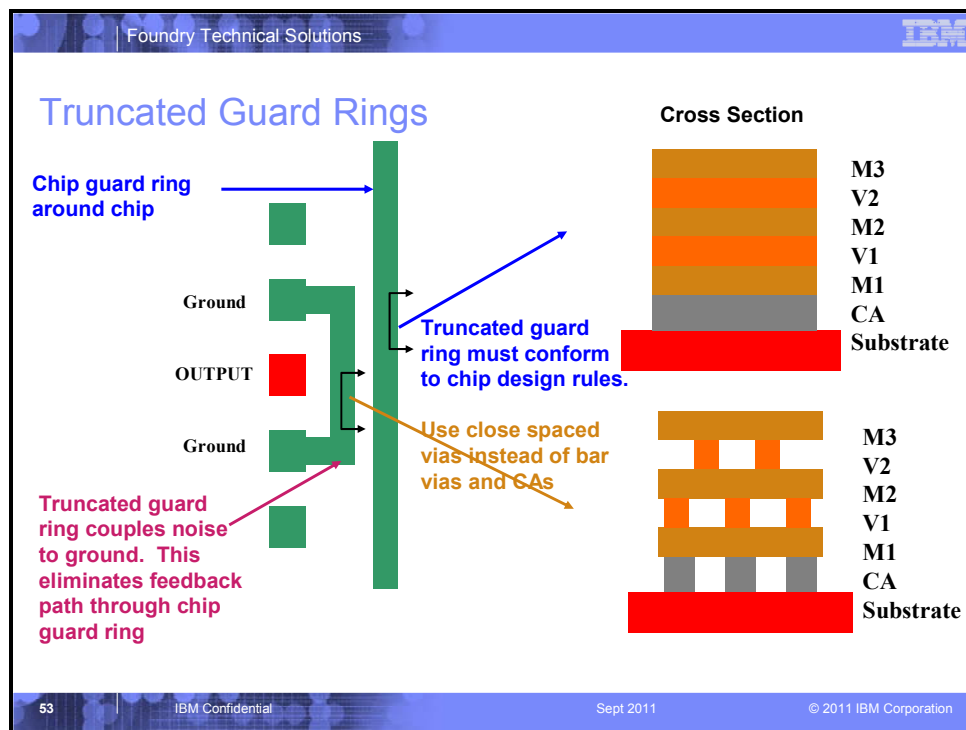 Foundry Technical Solutions
IBM
Truncated Guard Rings
Cross Section
Chip guard ring
around chip
Ground
OUTPUT
Ground
Truncated guard
ring must conform
to chip design rules.
Use close spaced
vias instead of bar
vias and CAs
Truncated guard
ring couples noise
to ground. This
eliminates feedback
path through chip
guard ring
M3
V2
M2
V1
M1
CA
Substrate
M3
V2
M2
V1
M1
CA
Substrate
53
IBM Confidential
Sept 2011
© 2011 IBM Corporation